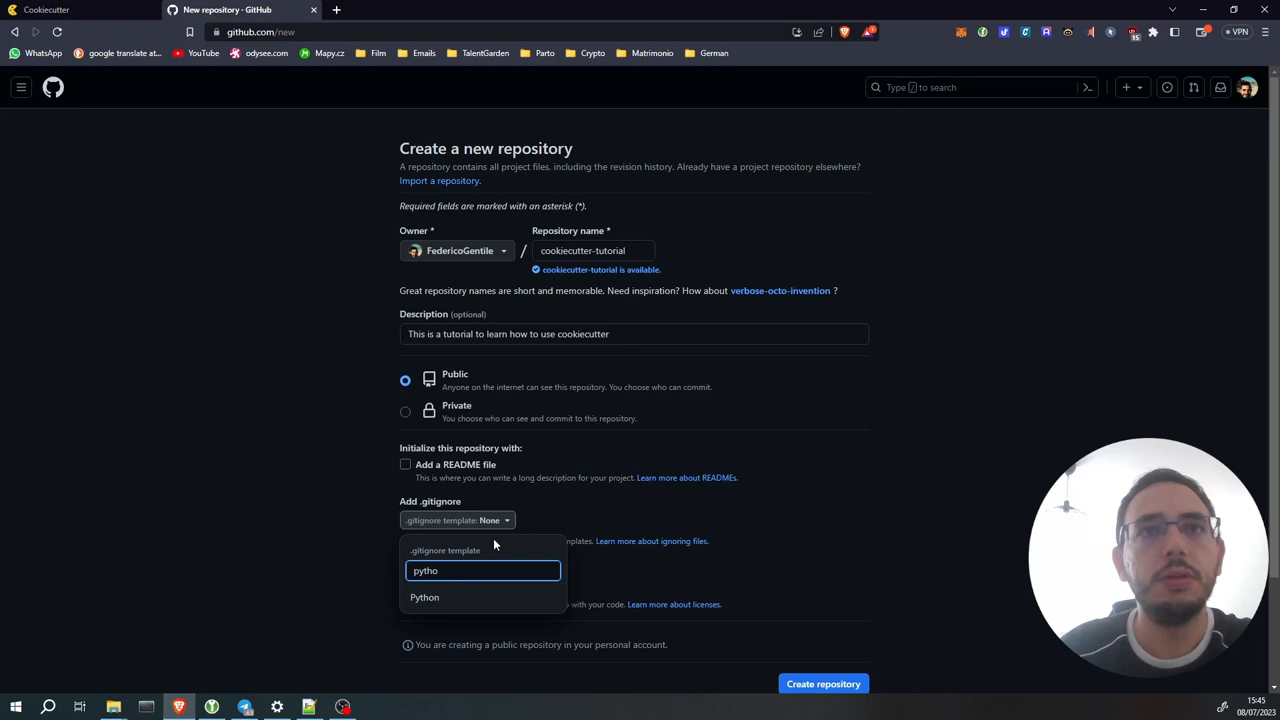 Cookiecutter
New repository · GitHub
github.com/new
15
VPN
WhatsApp
google translate at...
YouTube
odysee.com
Mapy.cz
Film
Emails
TalentGarden
Parto
Crypto
Matrimonio
German
Type / to search
Create a new repository
A repository contains all project files, including the revision history. Already have a project repository elsewhere?
Import a repository.
Required fields are marked with an asterisk (*).
Owner *
Repository name *
FedericoGentile
/
cookiecutter-tutorial
cookiecutter-tutorial is available.
Great repository names are short and memorable. Need inspiration? How about verbose-octo-invention ?
Description (optional)
This is a tutorial to learn how to use cookiecutter
Public
Anyone on the internet can see this repository. You choose who can commit.
Private
You choose who can see and commit to this repository.
Initialize this repository with:
Add a README file
This is where you can write a long description for your project. Learn more about READMEs.
Add .gitignore
.gitignore template: None
mplates. Learn more about ignoring files.
.gitignore template
pytho
Python
with your code. Learn more about licenses.
You are creating a public repository in your personal account.
Create repository
15:45
08/07/2023